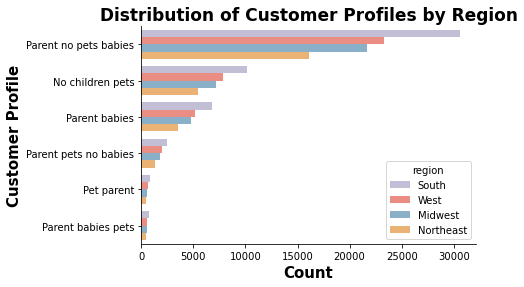 Distribution of Customer Profiles by Region
Customer Profile
Parent no pets babies
No children pets
Parent babies
Parent pets no babies
Pet parent
Parent babies pets
region
South
West
Midwest
Northeast
0 5000 10000 15000 20000 25000 30000
Count